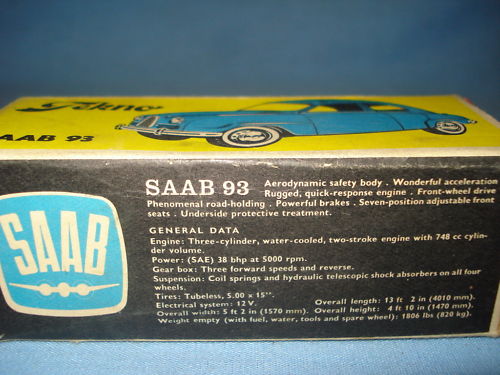 Tekno
AAB 93
SAAB
SAAB 93 Aerodynamic safety body . Wonderful acceleration
Rugged, quick-response engine . Front-wheel drive
Phenomenal road-holding . Powerful brakes . Seven-position adjustable front
seats . Underside protective treatment.
GENERAL DATA
Engine: Three-cylinder, water-cooled, two-stroke engine with 748 cc cylin-
der volume.
Power: (SAE) 38 bhp at 5000 rpm.
Gear box: Three forward speeds and reverse.
Suspension: Coil springs and hydraulic telescopic shock absorbers on all four
wheels.
Tires: Tubeless, 5.00 x 15".
Electrical system: 12 V. Overall length: 13 ft 2 in (4010 mm).
Overall width: 5 ft 2 in (1570 mm). Overall height: 4 ft 10 in (1470 mm).
Weight empty (with fuel, water, tools and spare wheel): 1806 lbs (820 kg).